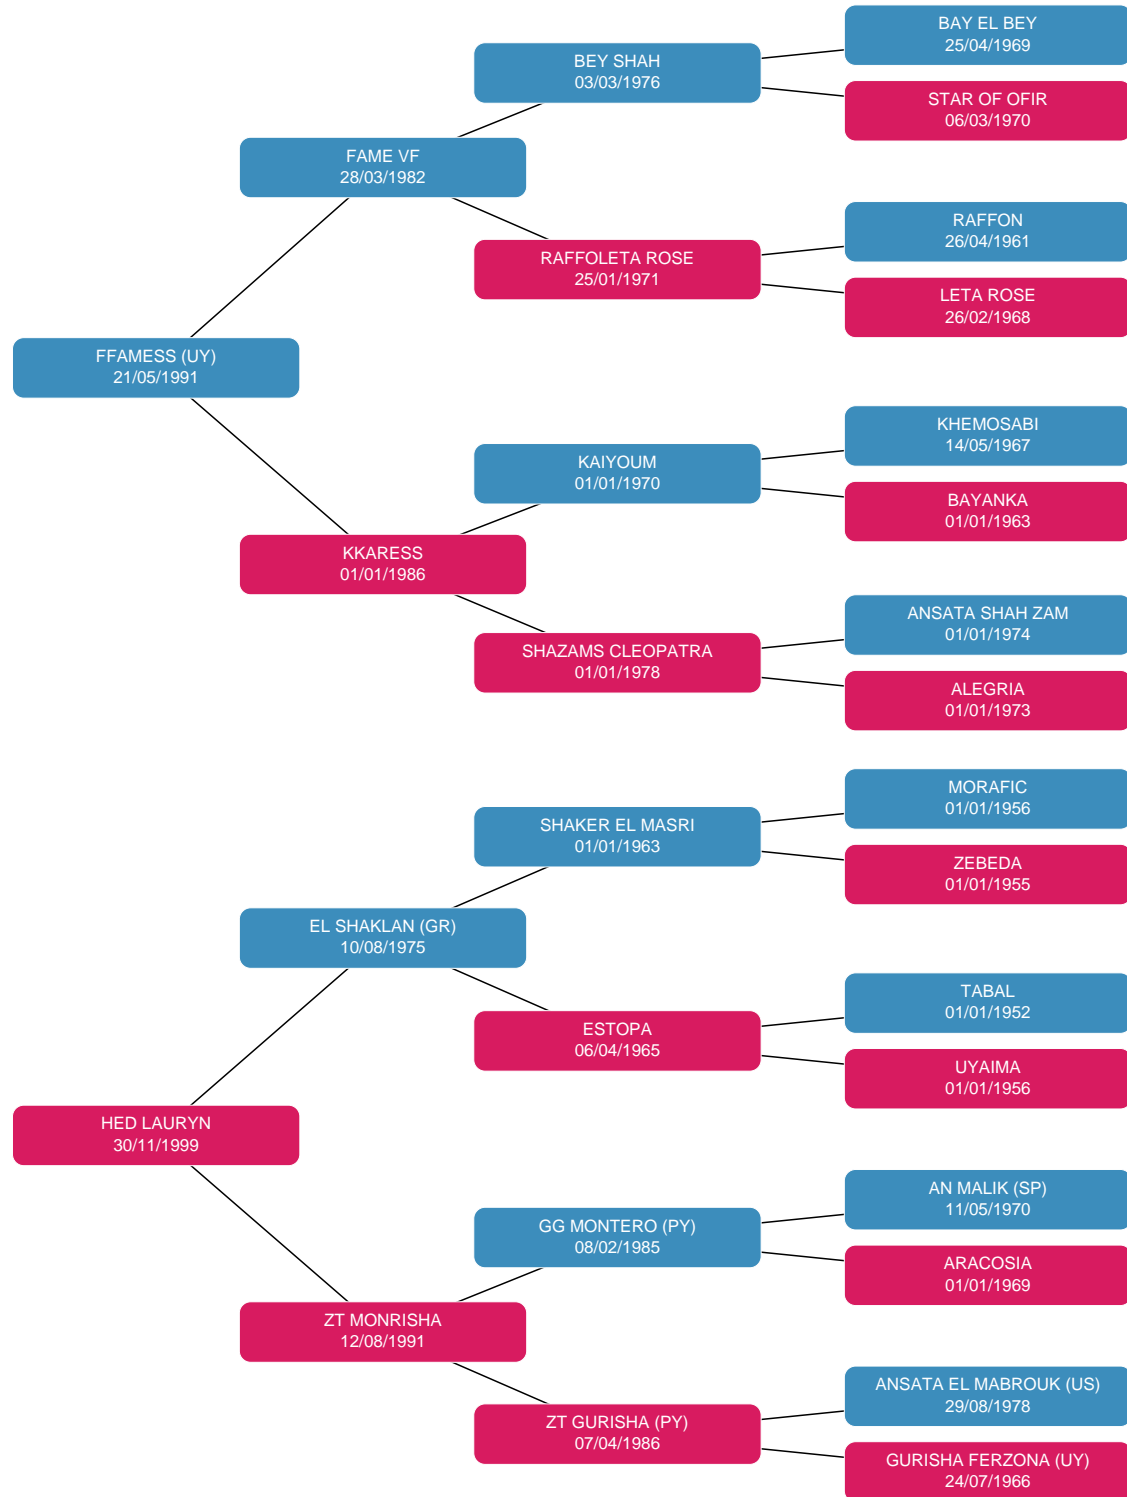 BAY EL BEY
25/04/1969
BEY SHAH
03/03/1976
STAR OF OFIR
06/03/1970
FAME VF
28/03/1982
RAFFON
26/04/1961
RAFFOLETA ROSE
25/01/1971
LETA ROSE
26/02/1968
FFAMESS (UY)
21/05/1991
KHEMOSABI
14/05/1967
KAIYOUM
01/01/1970
BAYANKA
01/01/1963
KKARESS
01/01/1986
ANSATA SHAH ZAM
01/01/1974
SHAZAMS CLEOPATRA
01/01/1978
ALEGRIA
01/01/1973
MORAFIC
01/01/1956
SHAKER EL MASRI
01/01/1963
ZEBEDA
01/01/1955
EL SHAKLAN (GR)
10/08/1975
TABAL
01/01/1952
ESTOPA
06/04/1965
UYAIMA
01/01/1956
HED LAURYN
30/11/1999
AN MALIK (SP)
11/05/1970
GG MONTERO (PY)
08/02/1985
ARACOSIA
01/01/1969
ZT MONRISHA
12/08/1991
ANSATA EL MABROUK (US)
29/08/1978
ZT GURISHA (PY)
07/04/1986
GURISHA FERZONA (UY)
24/07/1966